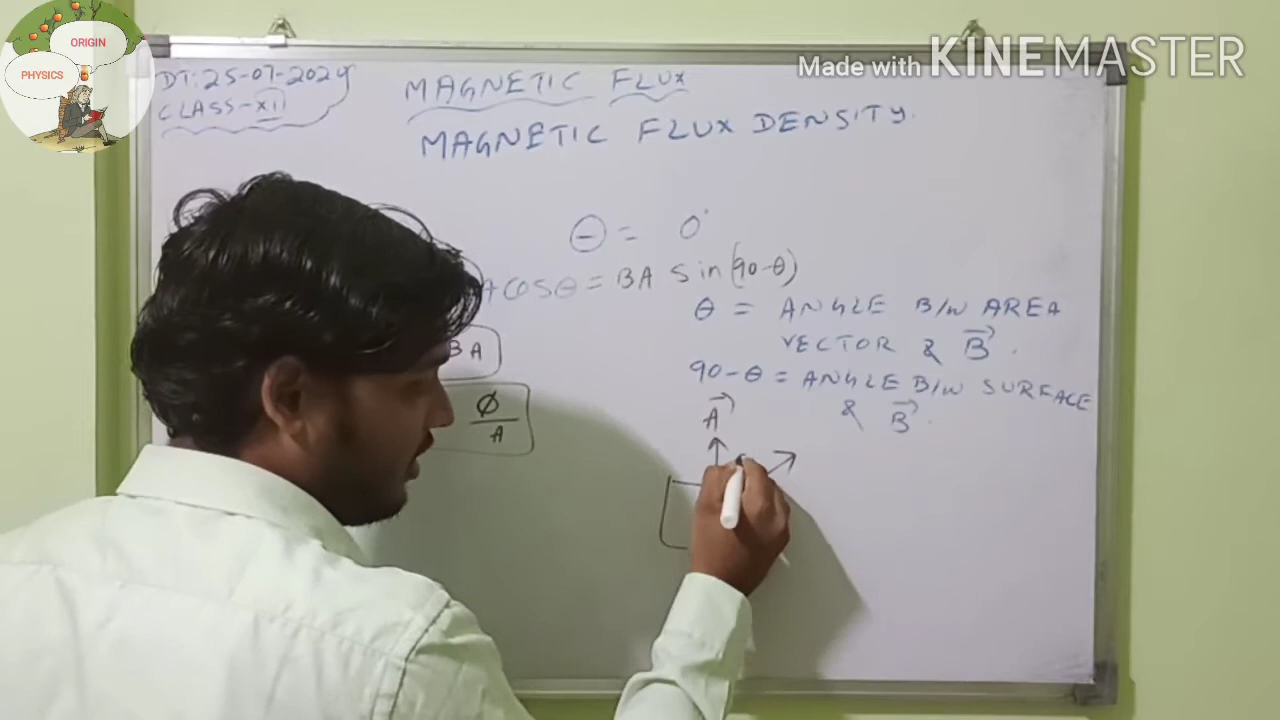 ORIGIN
PHYSICS
Made with KINEMASTER
DT: 25-07-2024
CLASS-XI
MAGNETIC FLUX
MAGNETIC FLUX DENSITY.
θ = 0°
Acosθ = BA sin(90-θ)
θ = ANGLE B/W AREA
VECTOR & B⃗.
90-θ = ANGLE B/W SURFACE
& B⃗.
BA
ϕ/A
A⃗